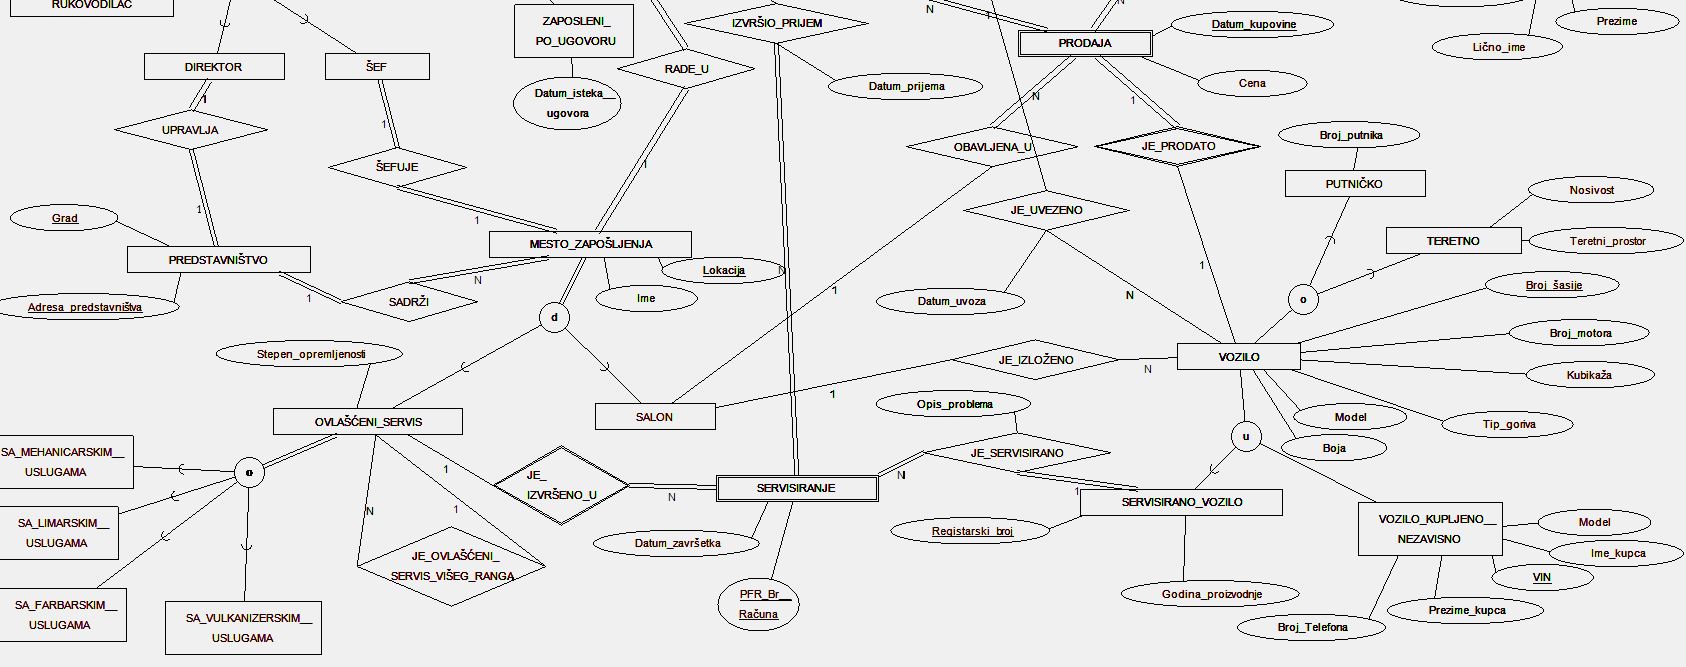 RUKOVODILAC
ZAPOSLENI_
PO_UGOVORU
IZVRŠIO_PRIJEM
N
1
N
PRODAJA
Datum_kupovine
Prezime
Lično_ime
DIREKTOR
ŠEF
RADE_U
Datum_isteka__
ugovora
Datum_prijema
Cena
1
1
N
1
UPRAVLJA
ŠEFUJE
1
OBAVLJENA_U
JE_PRODATO
Broj_putnika
PUTNIČKO
Nosivost
Grad
1
1
JE_UVEZENO
TERETNO
Teretni_prostor
PREDSTAVNIŠTVO
MESTO_ZAPOŠLJENJA
Lokacija
N
1
Adresa_predstavništva
1
SADRŽI
N
Ime
1
Datum_uvoza
N
o
Broj_šasije
d
Broj_motora
Stepen_opremljenosti
JE_IZLOŽENO
N
VOZILO
Kubikaža
OVLAŠĆENI_SERVIS
SALON
1
Opis_problema
Model
Tip_goriva
u
Boja
SA_MEHANICARSKIM__
USLUGAMA
o
1
JE_
IZVRŠENO_U
N
SERVISIRANJE
N
JE_SERVISIRANO
1
SERVISIRANO_VOZILO
N
1
SA_LIMARSKIM__
USLUGAMA
Datum_završetka
Registarski_broj
VOZILO_KUPLJENO__
NEZAVISNO
Model
Ime_kupca
VIN
JE_OVLAŠĆENI_
SERVIS_VIŠEG_RANGA
SA_FARBARSKIM__
USLUGAMA
SA_VULKANIZERSKIM__
USLUGAMA
PFR_Br__
Računa
Godina_proizvodnje
Prezime_kupca
Broj_Telefona